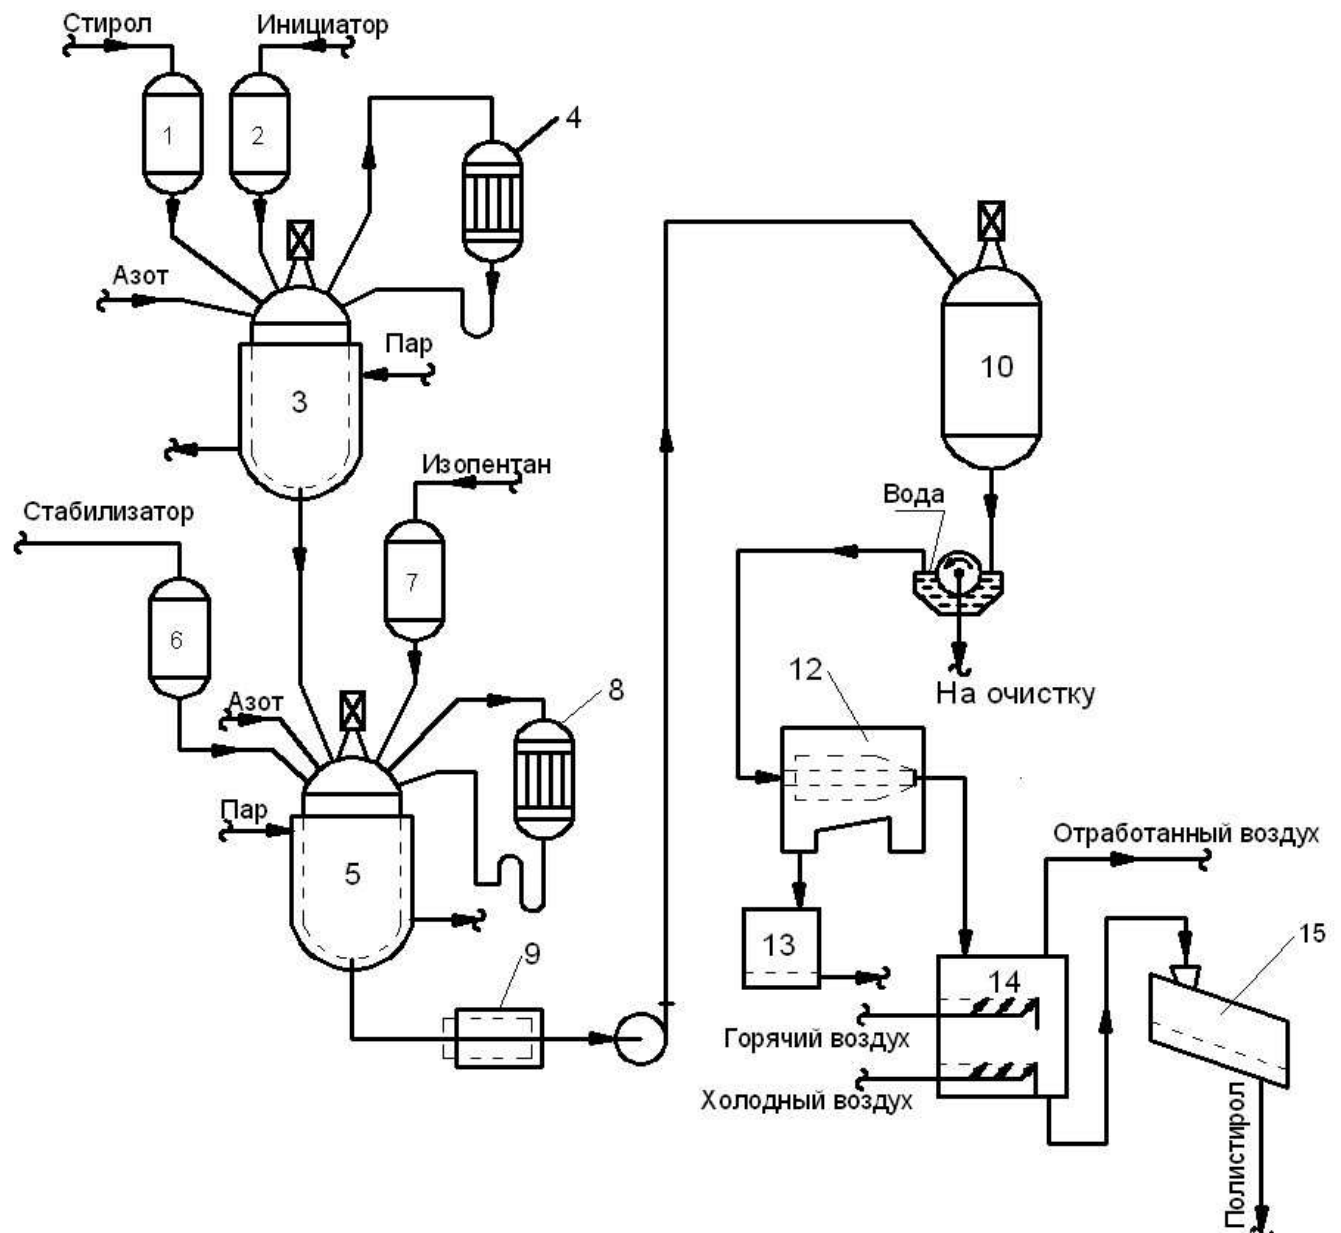 Стирол
Инициатор
1
2
4
Азот
Пар
3
10
Изопентан
Стабилизатор
Вода
7
6
На очистку
12
Азот
8
Пар
5
Отработанный воздух
13
9
14
15
Горячий воздух
Холодный воздух
Полистирол